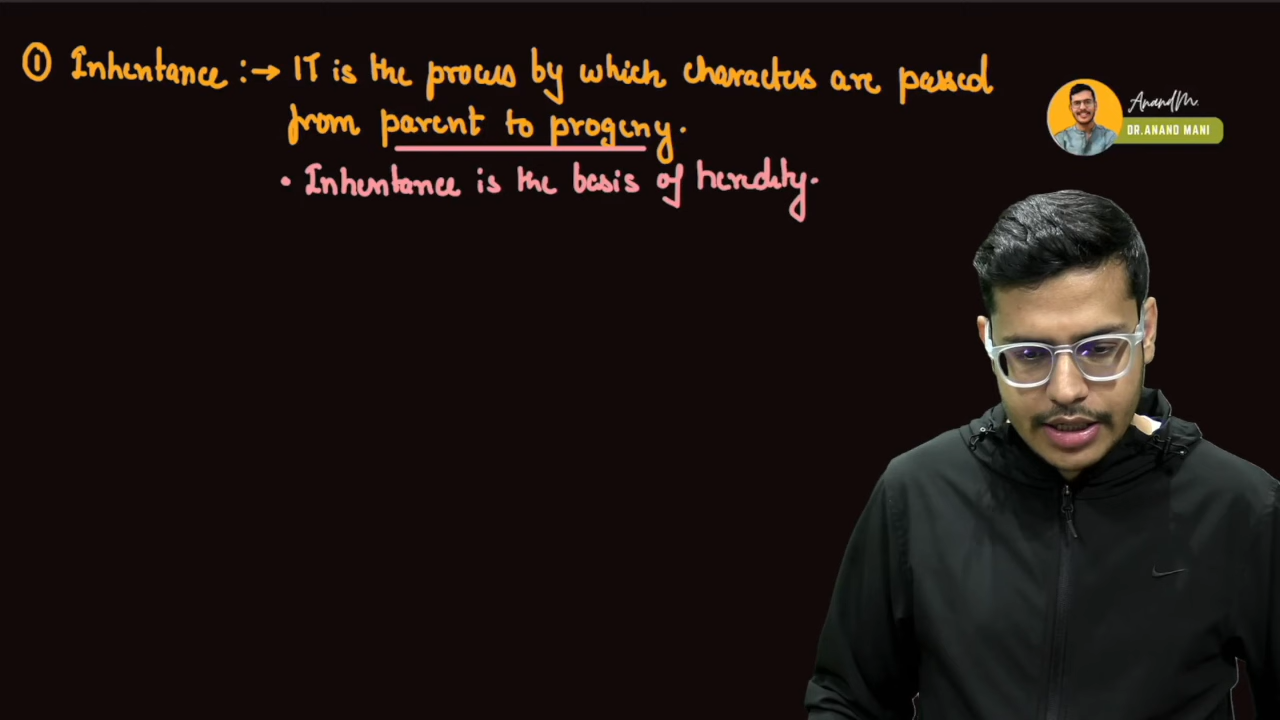 ① Inheritance :→ IT is the process by which characters are passed
from parent to progeny.
• Inheritance is the basis of heredity.
AnandM.
DR.ANAND MANI